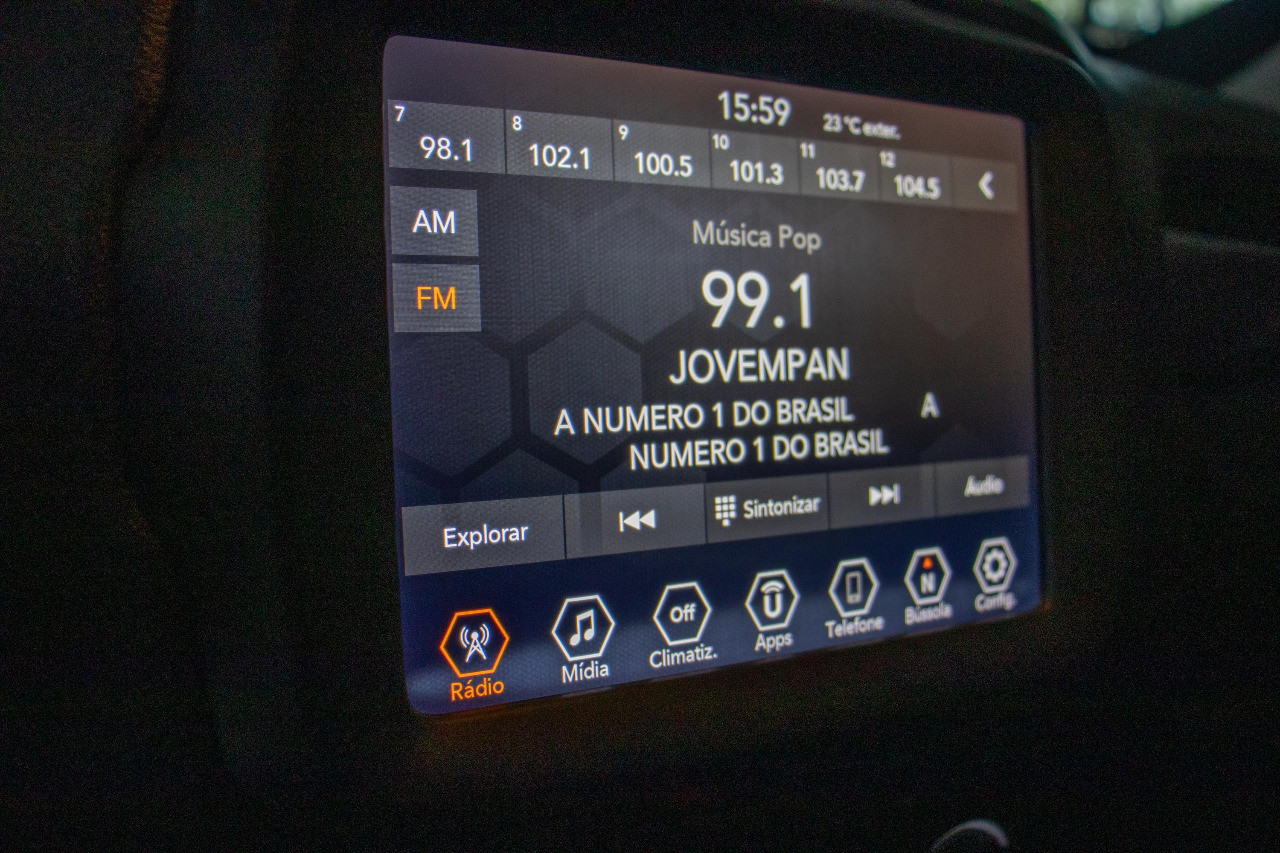 15:59 23 °C exter.
7 98.1 8 102.1 9 100.5 10 101.3 11 103.7 12 104.5
AM
Música Pop
FM
99.1
JOVEMPAN
A NUMERO 1 DO BRASIL A
NUMERO 1 DO BRASIL
Explorar Sintonizar Áudio
Off U N
Rádio Mídia Climatiz. Apps Telefone Bússola Config.